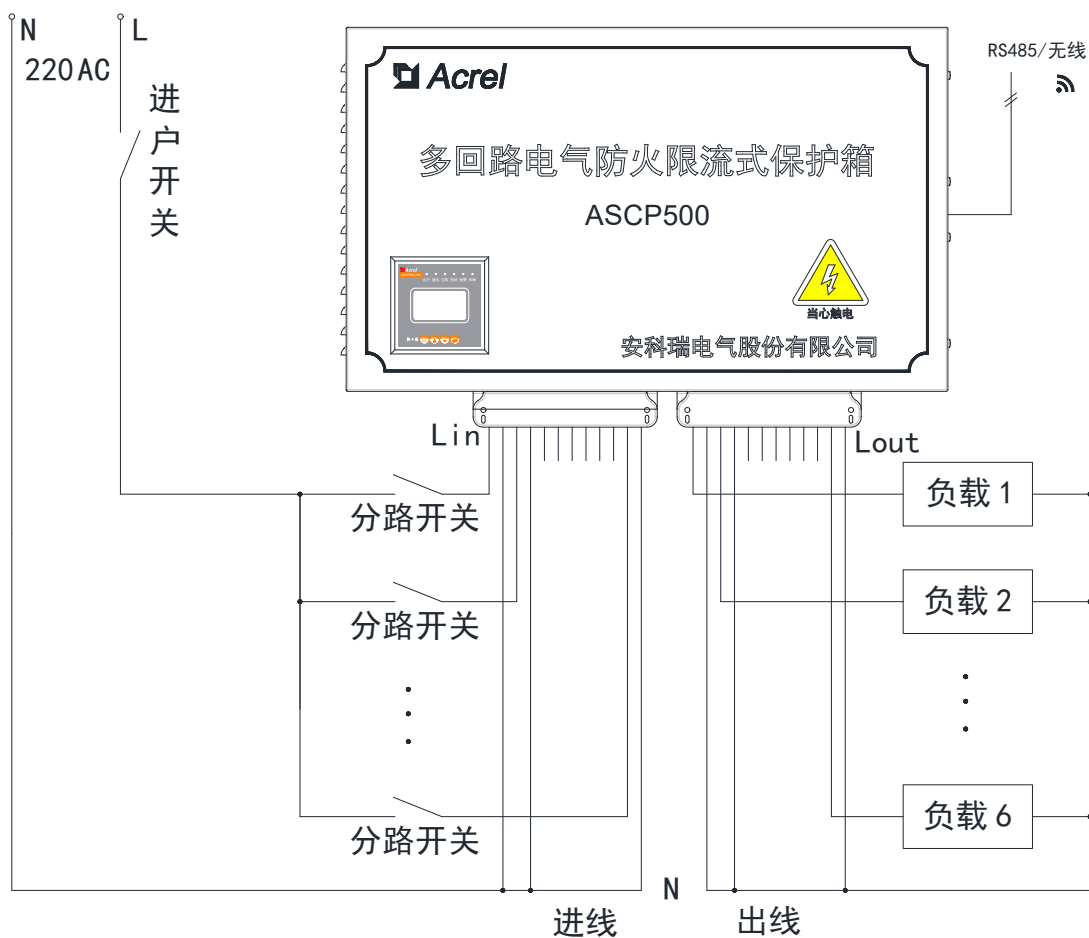 N
L
220AC
进户开关
Acrel
多回路电气防火限流式保护箱
ASCP500
RS485/无线
Acrel
当心触电
安科瑞电气股份有限公司
Lin
Lout
分路开关
负载1
分路开关
负载2
分路开关
负载6
N
进线
出线